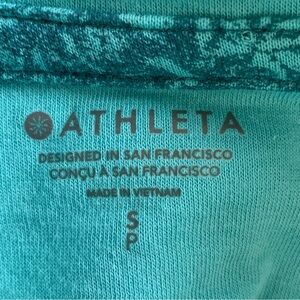 ATHLETA
DESIGNED IN SAN FRANCISCO
CONÇU À SAN FRANCISCO
MADE IN VIETNAM
S
P